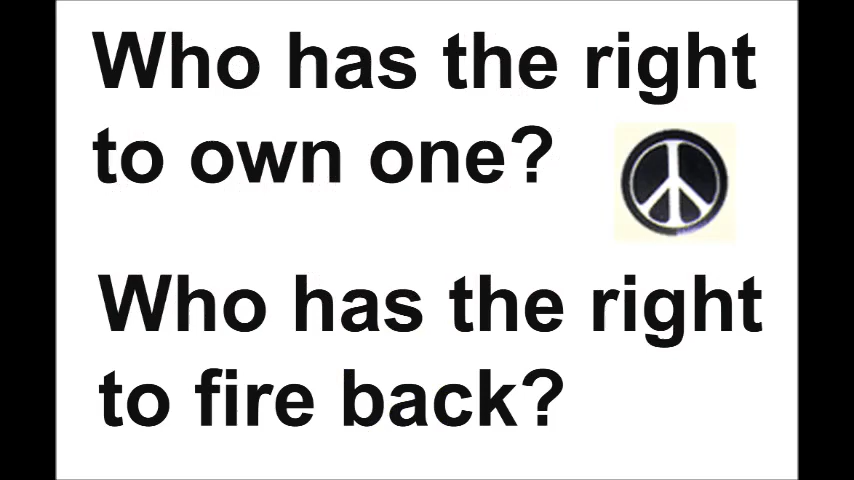 Who has the right
to own one?
Who has the right
to fire back?